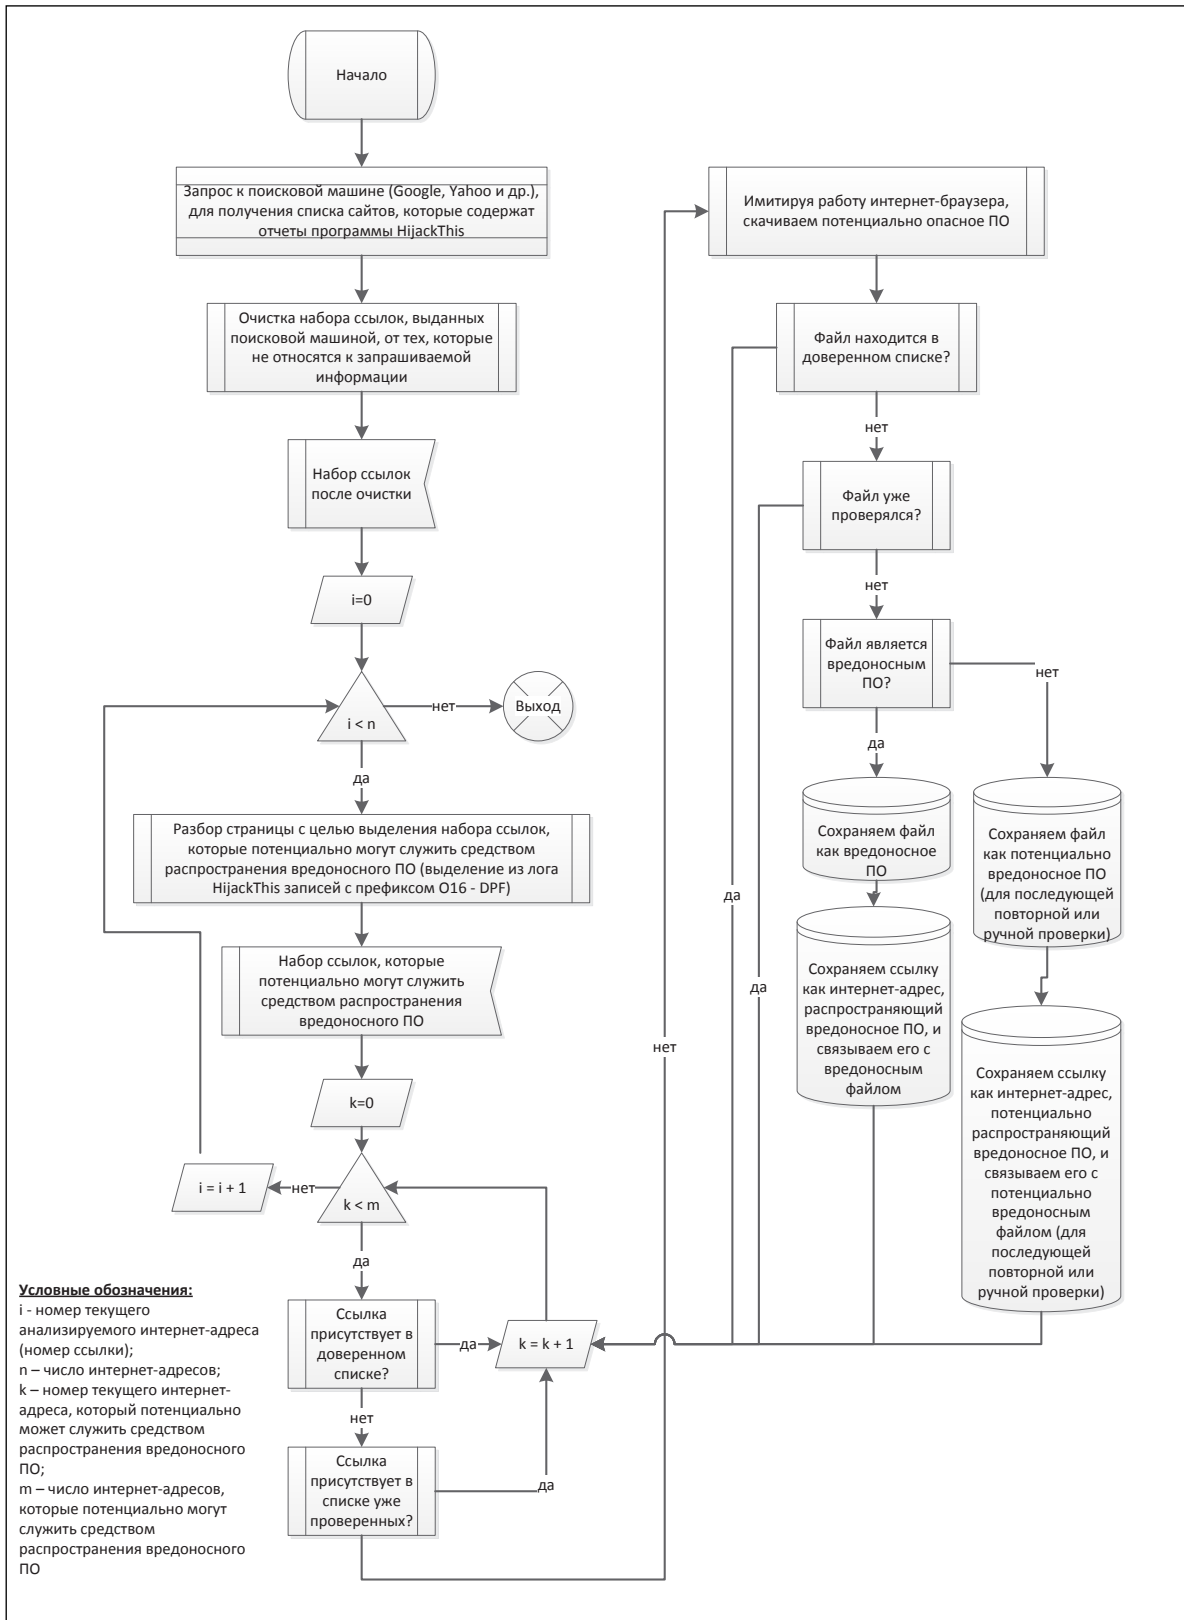 Начало
Запрос к поисковой машине (Google, Yahoo и др.),
для получения списка сайтов, которые содержат
отчеты программы HijackThis
Очистка набора ссылок, выданных
поисковой машиной, от тех, которые
не относятся к запрашиваемой
информации
Набор ссылок
после очистки
i=0
i < n
нет
Выход
да
Разбор страницы с целью выделения набора ссылок,
которые потенциально могут служить средством
распространения вредоносного ПО (выделение из лога
HijackThis записей с префиксом O16 - DPF)
Набор ссылок, которые
потенциально могут служить
средством распространения
вредоносного ПО
k=0
k < m
нет
i = i + 1
да
Ссылка
присутствует в
доверенном
списке?
да
k = k + 1
нет
Ссылка
присутствует в
списке уже
проверенных?
да
нет
Имитируя работу интернет-браузера,
скачиваем потенциально опасное ПО
Файл находится в
доверенном списке?
да
нет
Файл уже
проверялся?
да
нет
Файл является
вредоносным
ПО?
нет
да
Сохраняем файл
как вредоносное
ПО
Сохраняем ссылку
как интернет-адрес,
распространяющий
вредоносное ПО, и
связываем его с
вредоносным
файлом
Сохраняем файл
как потенциально
вредоносное ПО
(для последующей
повторной или
ручной проверки)
Сохраняем ссылку
как интернет-адрес,
потенциально
распространяющий
вредоносное ПО, и
связываем его с
потенциально
вредоносным
файлом (для
последующей
повторной или
ручной проверки)
Условные обозначения:
i - номер текущего
анализируемого интернет-адреса
(номер ссылки);
n – число интернет-адресов;
k – номер текущего интернет-
адреса, который потенциально
может служить средством
распространения вредоносного
ПО;
m – число интернет-адресов,
которые потенциально могут
служить средством
распространения вредоносного
ПО